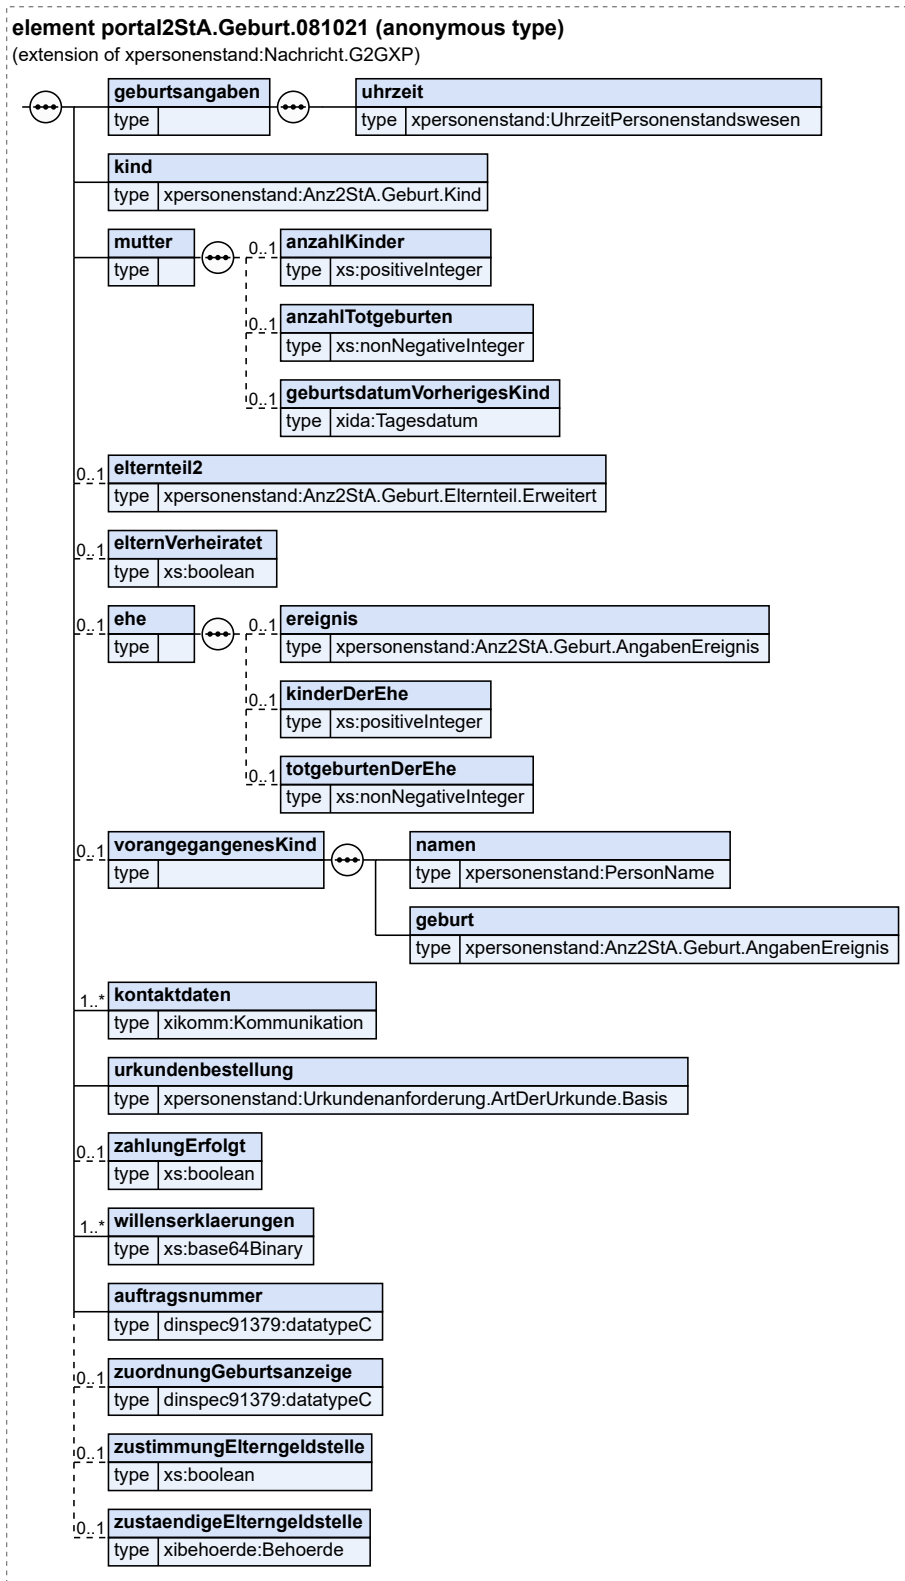 element portal2StA.Geburt.081021 (anonymous type)
(extension of xpersonenstand:Nachricht.G2GXP)
geburtsangaben
type
uhrzeit
type xpersonenstand:UhrzeitPersonenstandswesen
kind
type xpersonenstand:Anz2StA.Geburt.Kind
mutter
type
0..1 anzahlKinder
type xs:positiveInteger
0..1 anzahlTotgeburten
type xs:nonNegativeInteger
0..1 geburtsdatumVorherigesKind
type xida:Tagesdatum
0..1 elternteil2
type xpersonenstand:Anz2StA.Geburt.Elternteil.Erweitert
0..1 elternVerheiratet
type xs:boolean
0..1 ehe
type
0..1 ereignis
type xpersonenstand:Anz2StA.Geburt.AngabenEreignis
0..1 kinderDerEhe
type xs:positiveInteger
0..1 totgeburtenDerEhe
type xs:nonNegativeInteger
0..1 vorangegangenesKind
type
namen
type xpersonenstand:PersonName
geburt
type xpersonenstand:Anz2StA.Geburt.AngabenEreignis
1..* kontaktdaten
type xikomm:Kommunikation
urkundenbestellung
type xpersonenstand:Urkundenanforderung.ArtDerUrkunde.Basis
0..1 zahlungErfolgt
type xs:boolean
1..* willenserklaerungen
type xs:base64Binary
auftragsnummer
type dinspec91379:datatypeC
0..1 zuordnungGeburtsanzeige
type dinspec91379:datatypeC
0..1 zustimmungElterngeldstelle
type xs:boolean
0..1 zustaendigeElterngeldstelle
type xibehoerde:Behoerde